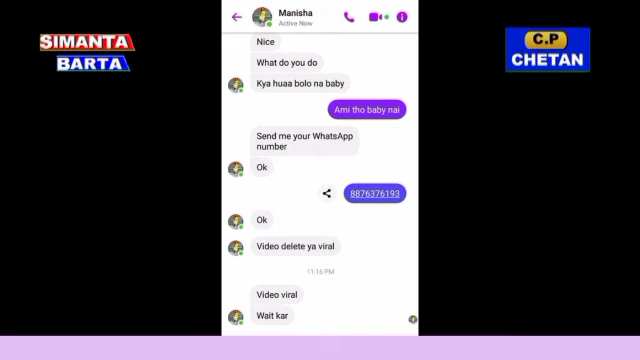 SIMANTA
BARTA
C.P
CHETAN
Manisha
Active Now
Nice
What do you do
Kya huaa bolo na baby
Ami tho baby nai
Send me your WhatsApp
number
Ok
8876376193
Ok
Video delete ya viral
11:16 PM
Video viral
Wait kar